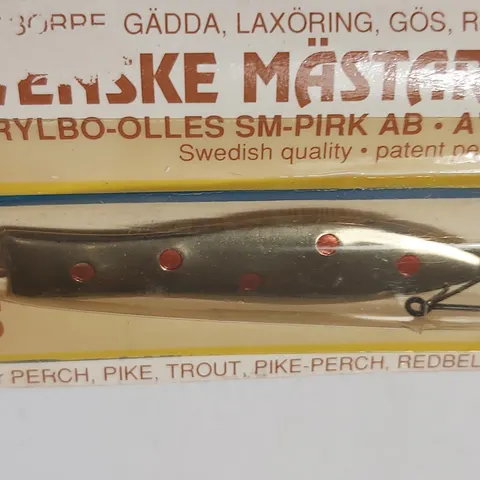 BORRE, GÄDDA, LAXÖRING, GÖS, R
ENSKE MÄSTAR
RYLBO-OLLES SM-PIRK AB • A
Swedish quality • patent pe
PERCH, PIKE, TROUT, PIKE-PERCH, REDBEL